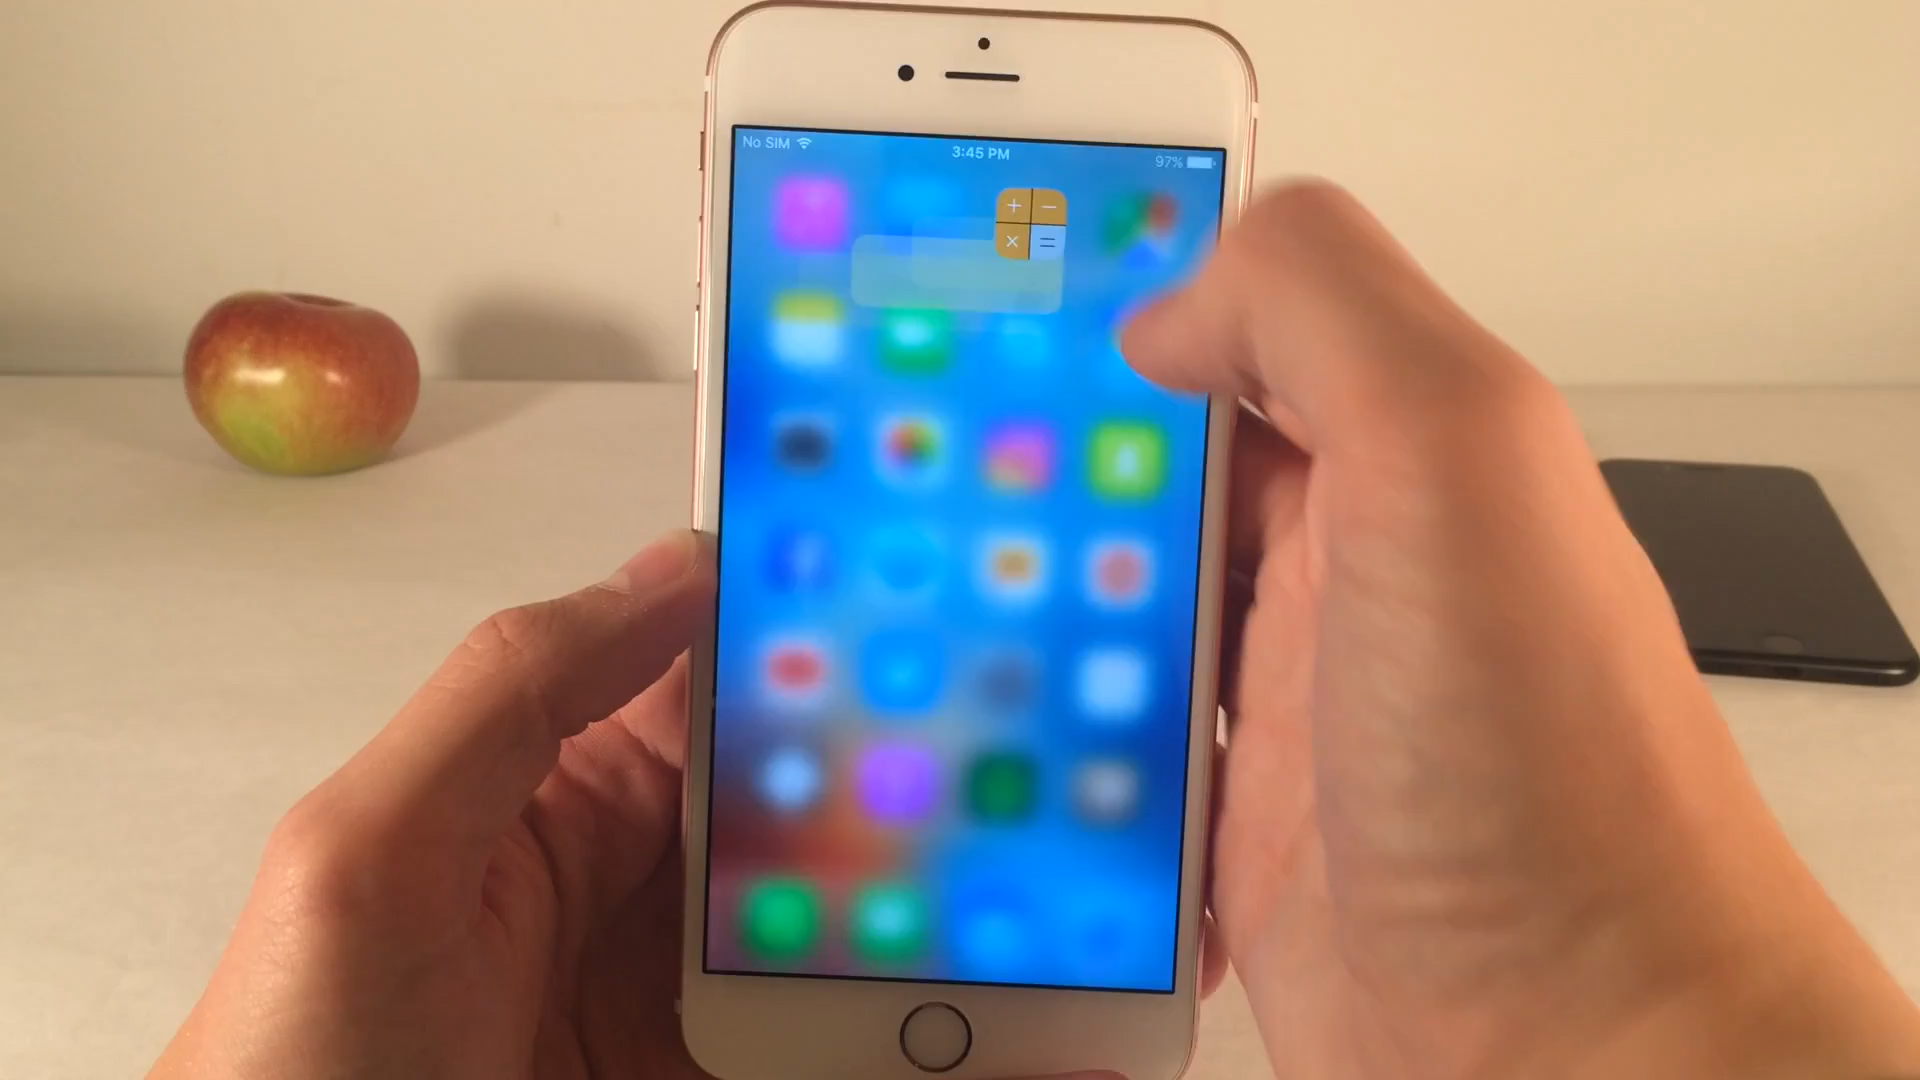 No SIM
3:45 PM
97%
+ −
× =